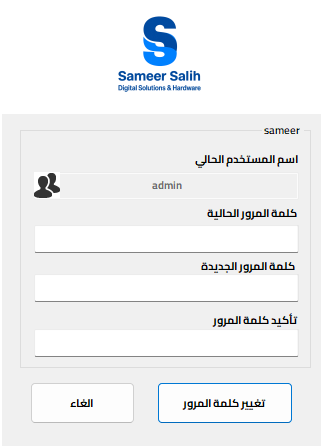 Sameer Salih
Digital Solutions & Hardware
sameer
اسم المستخدم الحالي
admin
كلمة المرور الحالية
كلمة المرور الجديدة
تأكيد كلمة المرور
تغيير كلمة المرور
الغاء